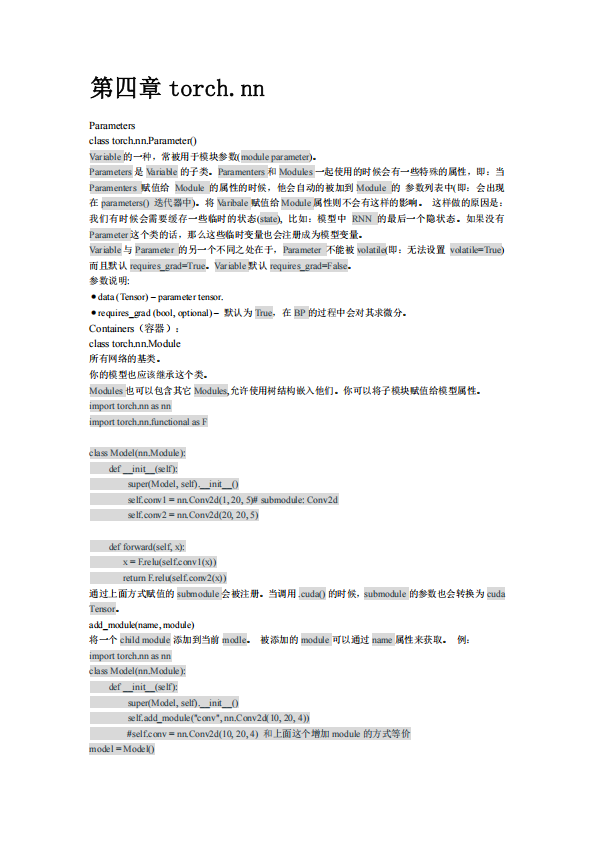 第四章 torch.nn
Parameters
class torch.nn.Parameter()
Variable 的一种，常被用于模块参数(module parameter)。
Parameters 是 Variable 的子类。Paramenters 和 Modules 一起使用的时候会有一些特殊的属性，即：当
Paramenters 赋值给 Module 的属性的时候，他会自动的被加到 Module 的 参数列表中(即：会出现
在 parameters() 迭代器中)。将 Varibale 赋值给 Module 属性则不会有这样的影响。 这样做的原因是：
我们有时候会需要缓存一些临时的状态(state), 比如：模型中 RNN 的最后一个隐状态。如果没有
Parameter 这个类的话，那么这些临时变量也会注册成为模型变量。
Variable 与 Parameter 的另一个不同之处在于，Parameter 不能被 volatile(即：无法设置 volatile=True)
而且默认 requires_grad=True。Variable 默认 requires_grad=False。
参数说明:
●data (Tensor) – parameter tensor.
●requires_grad (bool, optional) – 默认为 True，在 BP 的过程中会对其求微分。
Containers（容器）：
class torch.nn.Module
所有网络的基类。
你的模型也应该继承这个类。
Modules 也可以包含其它 Modules,允许使用树结构嵌入他们。你可以将子模块赋值给模型属性。
import torch.nn as nn
import torch.nn.functional as F
class Model(nn.Module):
def __init__(self):
super(Model, self).__init__()
self.conv1 = nn.Conv2d(1, 20, 5)# submodule: Conv2d
self.conv2 = nn.Conv2d(20, 20, 5)
def forward(self, x):
x = F.relu(self.conv1(x))
return F.relu(self.conv2(x))
通过上面方式赋值的 submodule 会被注册。当调用 .cuda() 的时候，submodule 的参数也会转换为 cuda
Tensor。
add_module(name, module)
将一个 child module 添加到当前 modle。 被添加的 module 可以通过 name 属性来获取。 例：
import torch.nn as nn
class Model(nn.Module):
def __init__(self):
super(Model, self).__init__()
self.add_module("conv", nn.Conv2d(10, 20, 4))
#self.conv = nn.Conv2d(10, 20, 4) 和上面这个增加 module 的方式等价
model = Model()